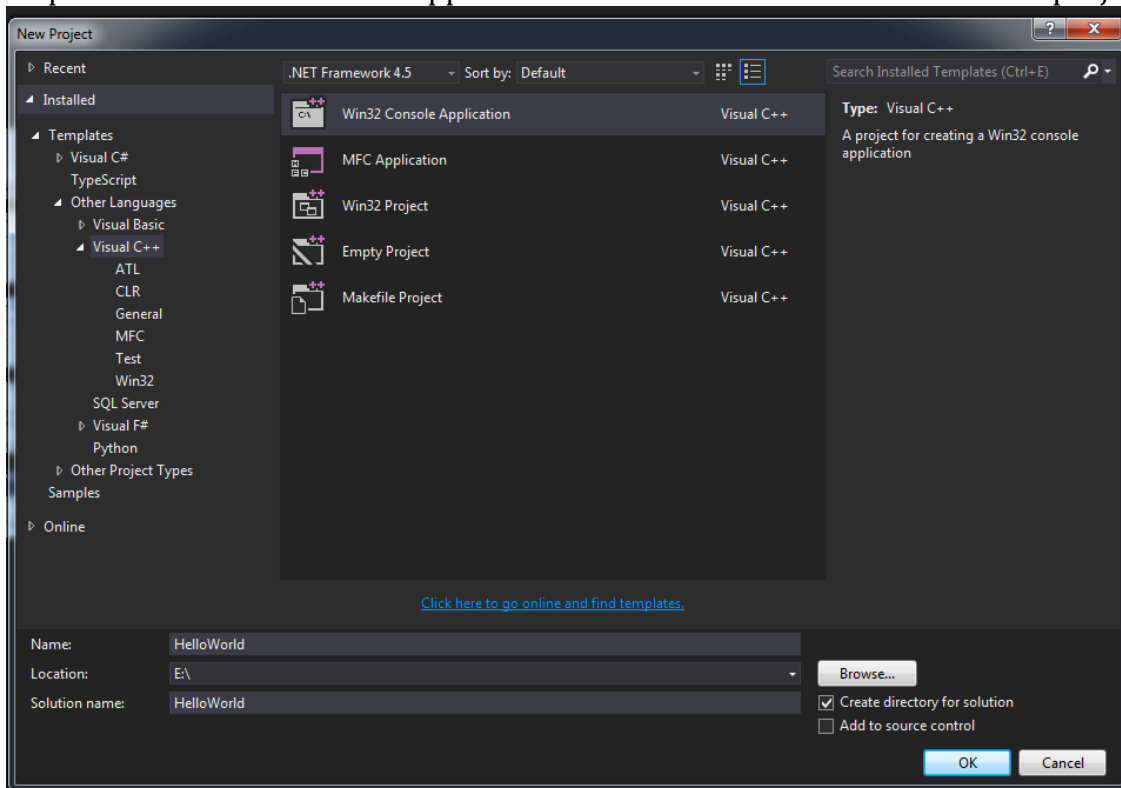 New Project
?
X
Recent
Installed
Templates
Visual C#
TypeScript
Other Languages
Visual Basic
Visual C++
ATL
CLR
General
MFC
Test
Win32
SQL Server
Visual F#
Python
Other Project Types
Samples
Online
.NET Framework 4.5 Sort by: Default
Win32 Console Application Visual C++
MFC Application Visual C++
Win32 Project Visual C++
Empty Project Visual C++
Makefile Project Visual C++
Click here to go online and find templates.
Search Installed Templates (Ctrl+E)
Type: Visual C++
A project for creating a Win32 console
application
Name: HelloWorld
Location: E:\
Solution name: HelloWorld
Browse...
Create directory for solution
Add to source control
OK Cancel